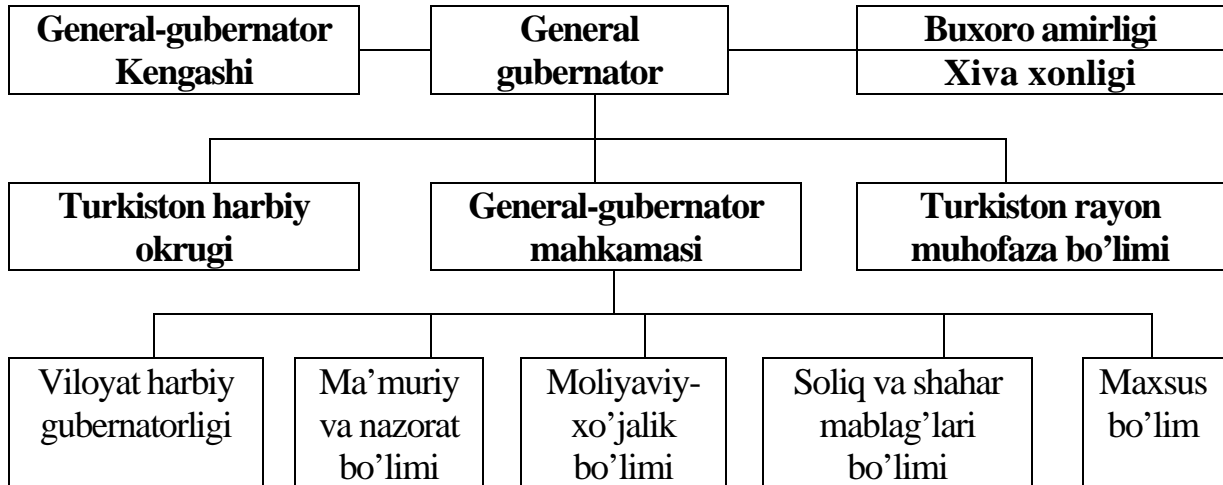 General-gubernator
Kengashi
General
gubernator
Buxoro amirligi
Xiva xonligi
Turkiston harbiy
okrugi
General-gubernator
mahkamasi
Turkiston rayon
muhofaza bo’limi
Viloyat harbiy
gubernatorligi
Ma’muriy
va nazorat
bo’limi
Moliyaviy-
xo’jalik
bo’limi
Soliq va shahar
mablag’lari
bo’limi
Maxsus
bo’lim